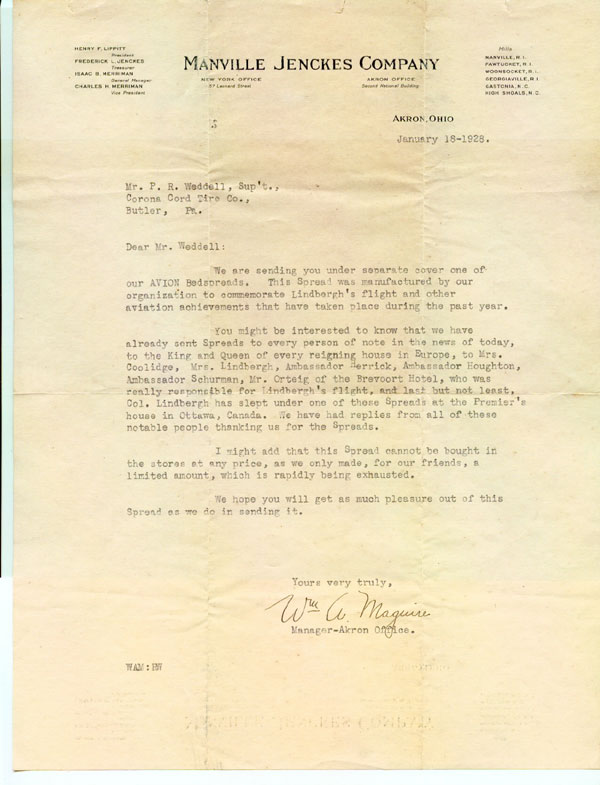 HENRY F. LIPPITT
President
FREDERICK L. JENCKES
Treasurer
ISAAC B. MERRIMAN
General Manager
CHARLES H. MERRIMAN
Vice President
MANVILLE JENCKES COMPANY
NEW YORK OFFICE
57 Leonard Street
AKRON OFFICE
Second National Building
Mills
MANVILLE, R.I.
PAWTUCKET, R.I.
WOONSOCKET, R.I.
GEORGIAVILLE, R.I.
GASTONIA, N.C.
HIGH SHOALS, N.C.
AKRON, OHIO
January 18-1928.
Mr. P. R. Weddell, Sup't.,
Corona Cord Tire Co.,
Butler, Pa.
Dear Mr. Weddell:
We are sending you under separate cover one of
our AVION Bedspreads. This Spread was manufactured by our
organization to commemorate Lindbergh's flight and other
aviation achievements that have taken place during the past year.
You might be interested to know that we have
already sent Spreads to every person of note in the news of today,
to the King and Queen of every reigning house in Europe, to Mrs.
Coolidge, Mrs. Lindbergh, Ambassador Herrick, Ambassador Houghton,
Ambassador Schurman, Mr. Orteig of the Brevoort Hotel, who was
really responsible for Lindbergh's flight, and last but not least,
Col. Lindbergh has slept under one of these Spreads at the Premier's
house in Ottawa, Canada. We have had replies from all of these
notable people thanking us for the Spreads.
I might add that this Spread cannot be bought in
the stores at any price, as we only made, for our friends, a
limited amount, which is rapidly being exhausted.
We hope you will get as much pleasure out of this
Spread as we do in sending it.
Yours very truly,
Wm A. Maguire
Manager-Akron Office.
WAM: